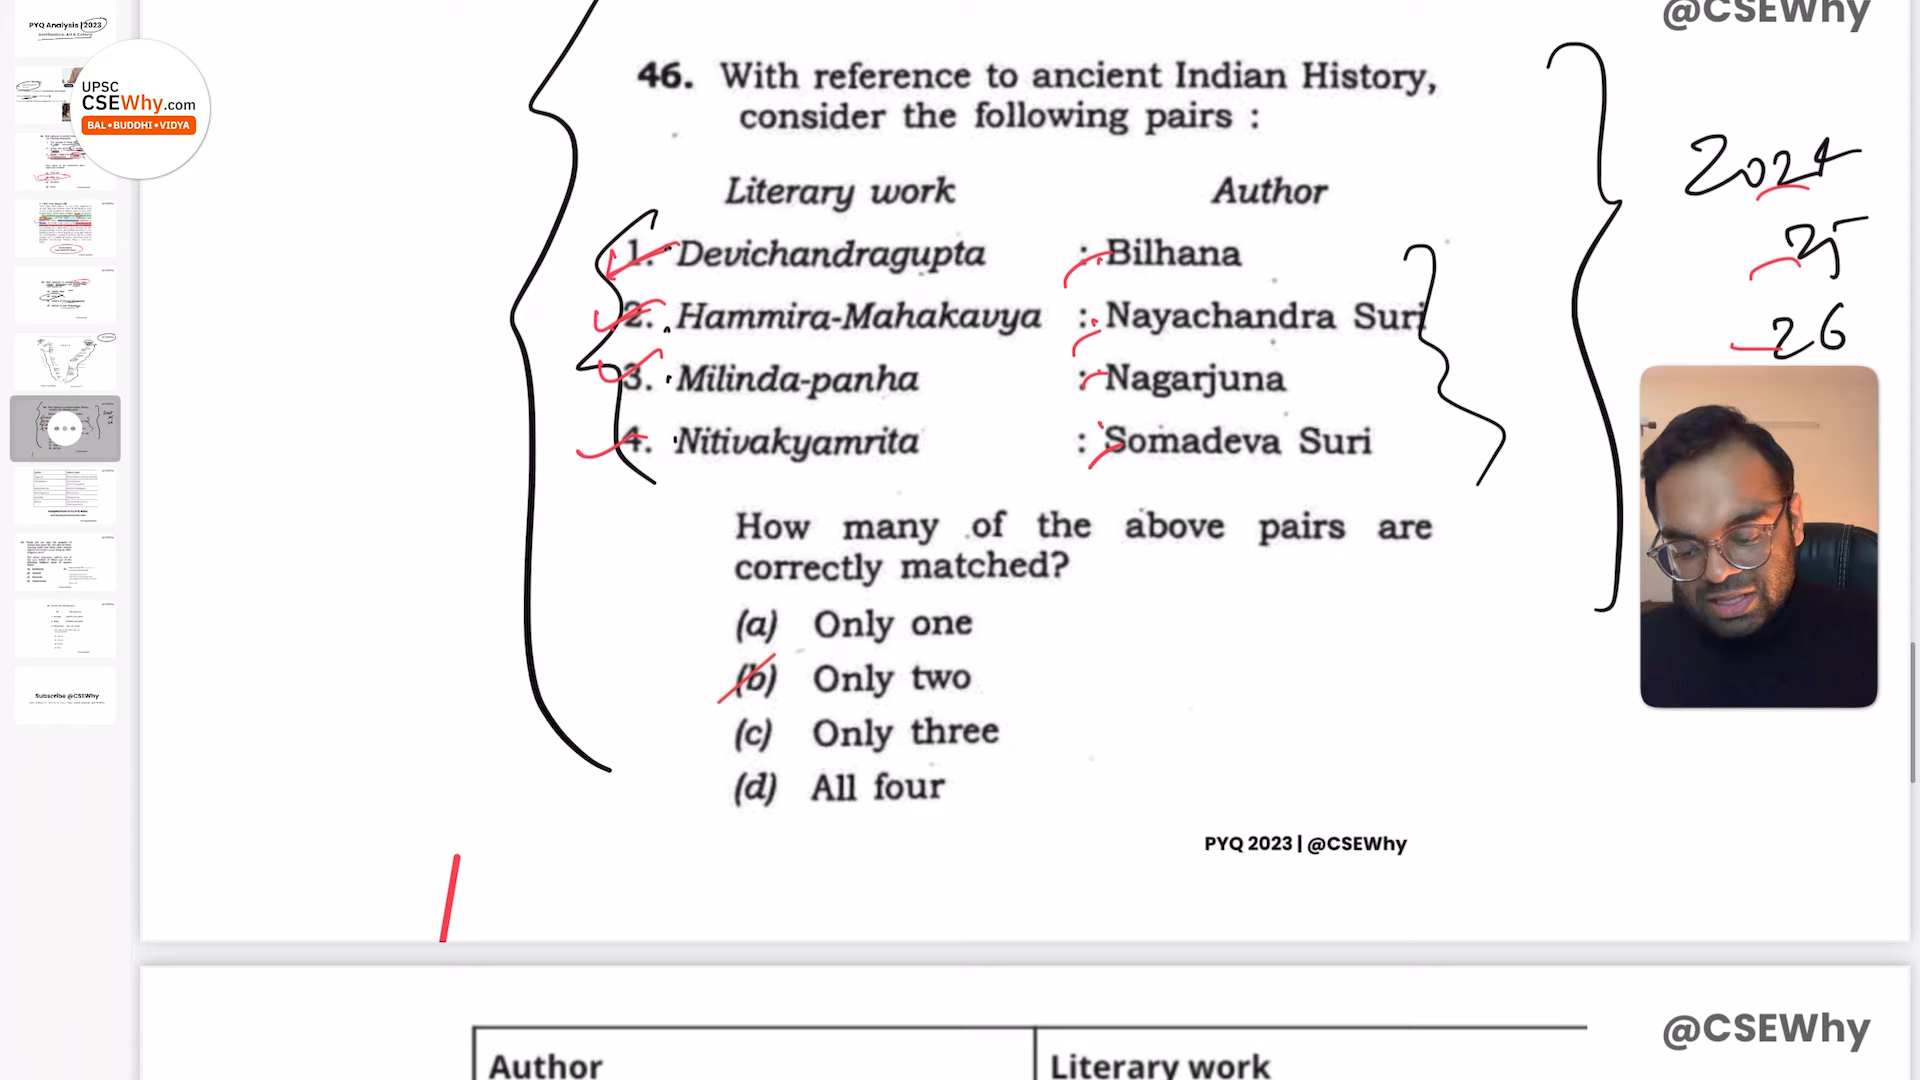 @CSEWhy
PYQ Analysis | 2023
UPSC
CSEWhy.com
BAL • BUDDHI • VIDYA
46. With reference to ancient Indian History,
consider the following pairs :
Literary work Author
1. Devichandragupta : Bilhana
2. Hammira-Mahakavya : Nayachandra Suri
3. Milinda-panha : Nagarjuna
4. Nitivakyamrita : Somadeva Suri
How many of the above pairs are
correctly matched?
(a) Only one
(b) Only two
(c) Only three
(d) All four
2024
25
26
PYQ 2023 | @CSEWhy
Subscribe @CSEWhy
@CSEWhy
Author Literary work